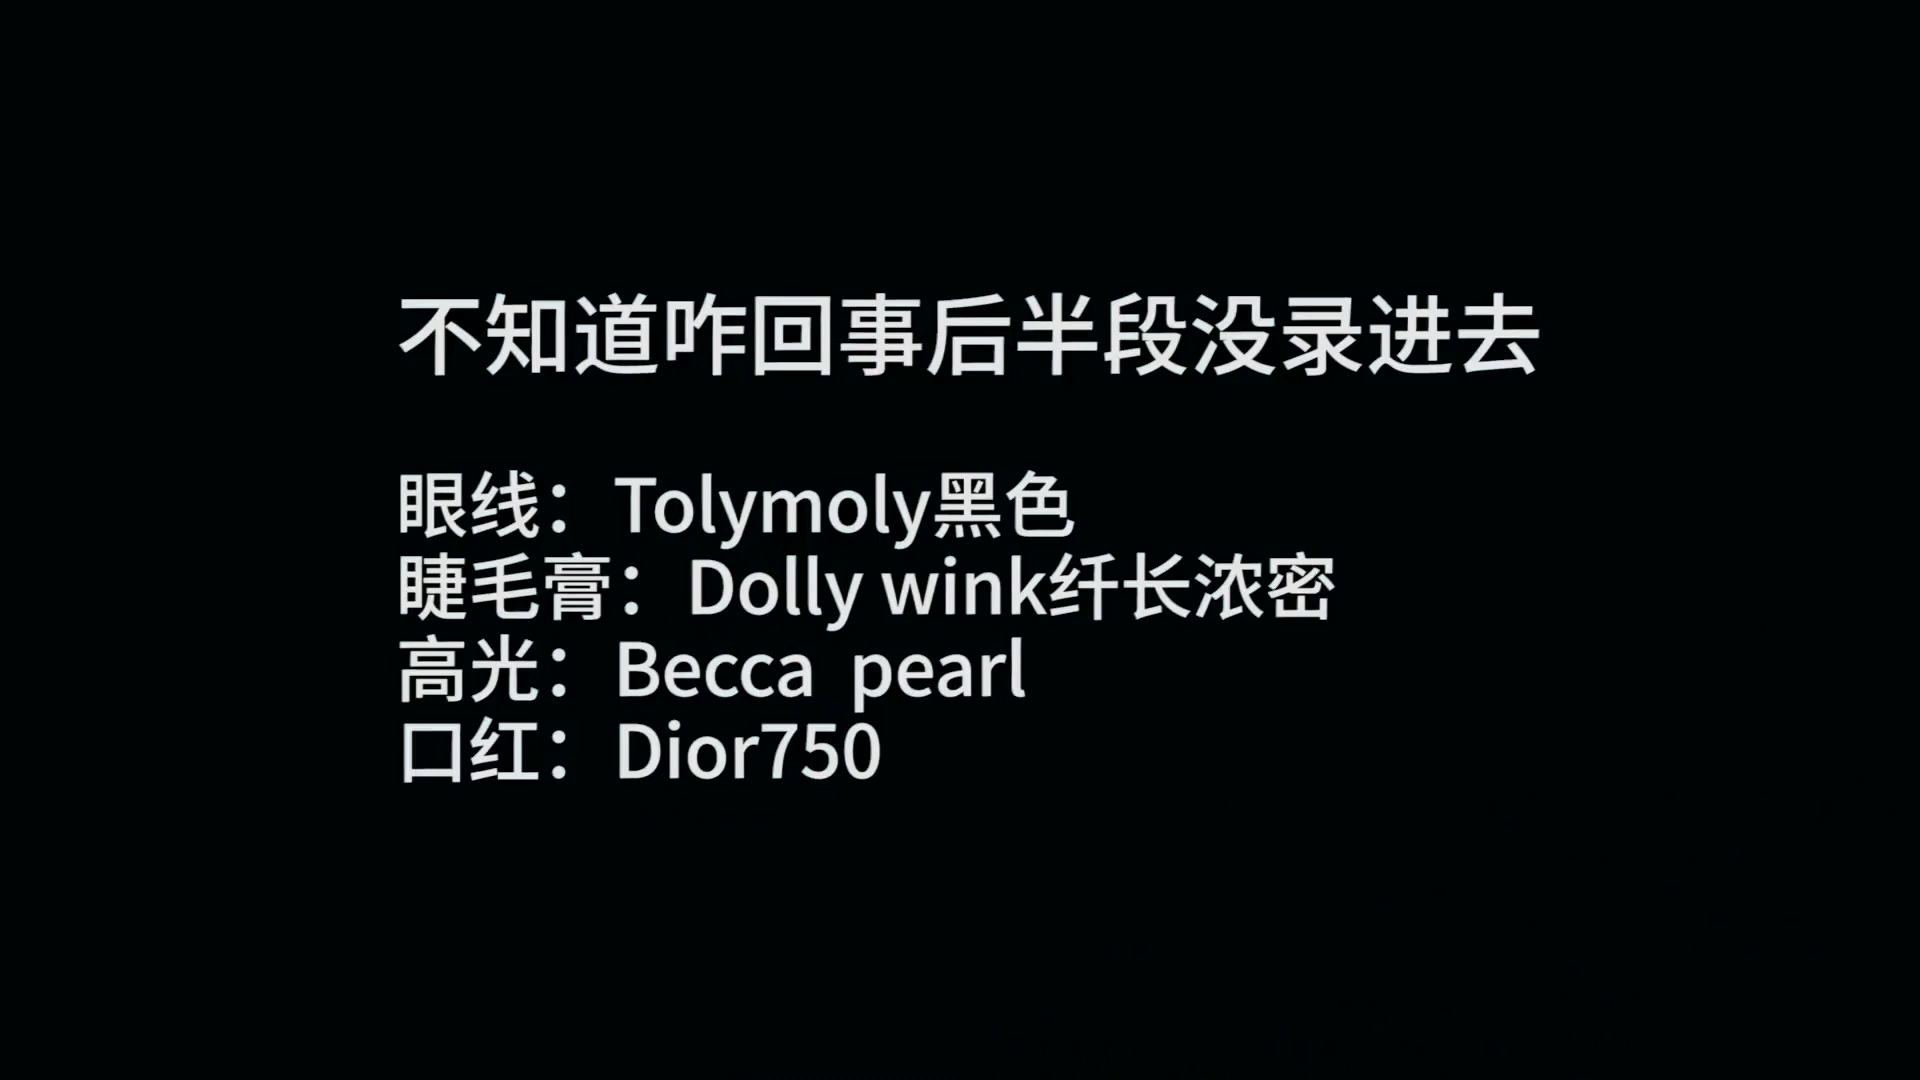 不知道咋回事后半段没录进去
眼线：Tolymoly黑色
睫毛膏：Dolly wink纤长浓密
高光：Becca  pearl
口红：Dior750